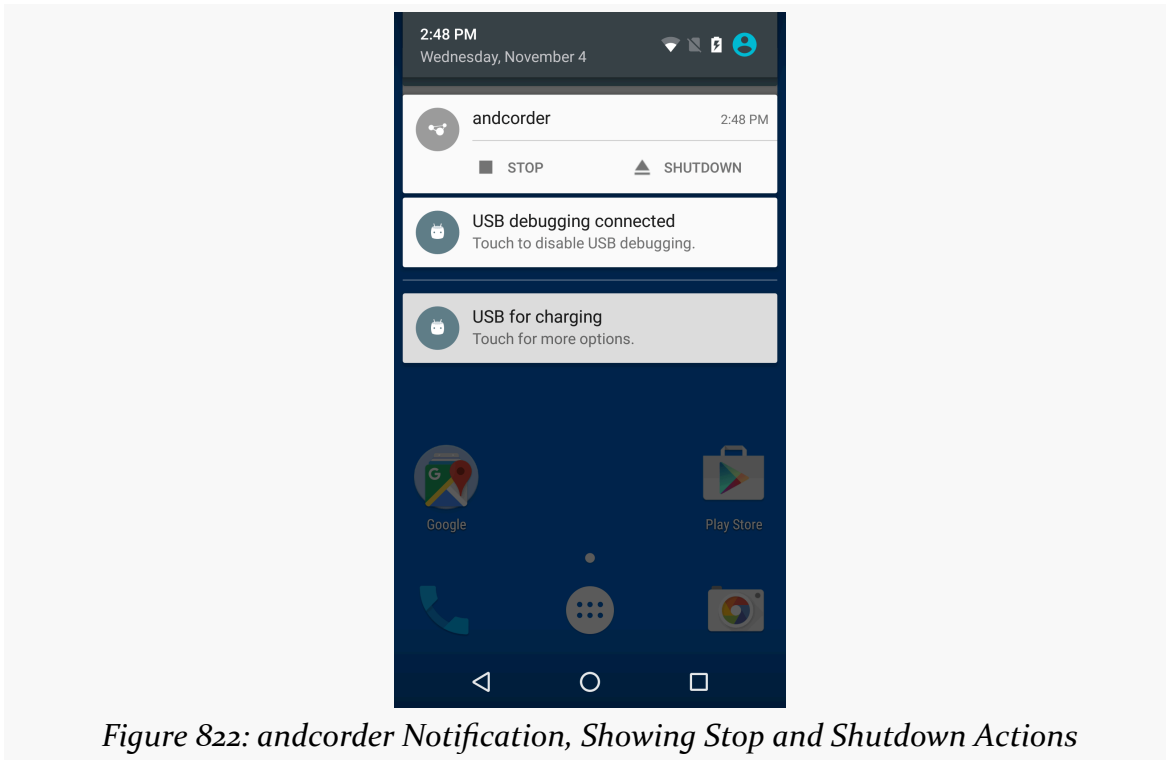 2:48 PM
Wednesday, November 4
andcorder 2:48 PM
STOP SHUTDOWN
USB debugging connected
Touch to disable USB debugging.
USB for charging
Touch for more options.
G
Google Play Store
Figure 822: andcorder Notification, Showing Stop and Shutdown Actions